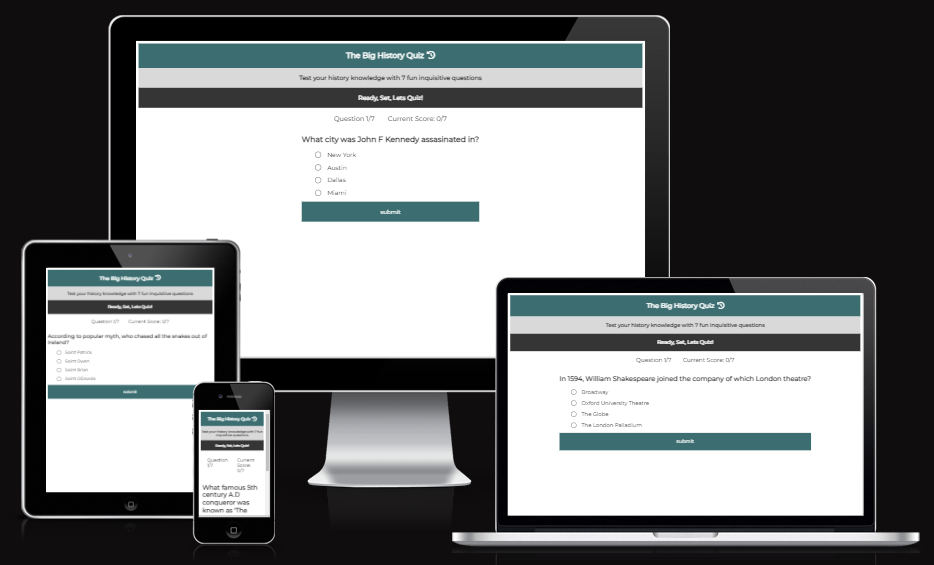 The Big History Quiz
Test your history knowledge with 7 fun inquisitive questions
Ready, Set, Lets Quiz!
Question 1/7 Current Score: 0/7
What city was John F Kennedy assasinated in?
New York
Austin
Dallas
Miami
submit
The Big History Quiz
Test your history knowledge with 7 fun inquisitive questions
Ready, Set, Lets Quiz!
Question 1/7 Current Score: 0/7
According to popular myth, who chased all the snakes out of
Ireland?
Saint Patrick
Saint Owen
Saint Brian
submit
The Big History Quiz
Test your history knowledge with 7 fun
inquisitive questions
Ready, Set, Lets Quiz!
Question
1/7
Current
Score:
0/7
What famous 5th
century A.D
conqueror was
known as 'The
The Big History Quiz
Test your history knowledge with 7 fun inquisitive questions
Ready, Set, Lets Quiz!
Question 1/7 Current Score: 0/7
In 1594, William Shakespeare joined the company of which London theatre?
Broadway
Oxford University Theatre
The Globe
The London Palladium
submit